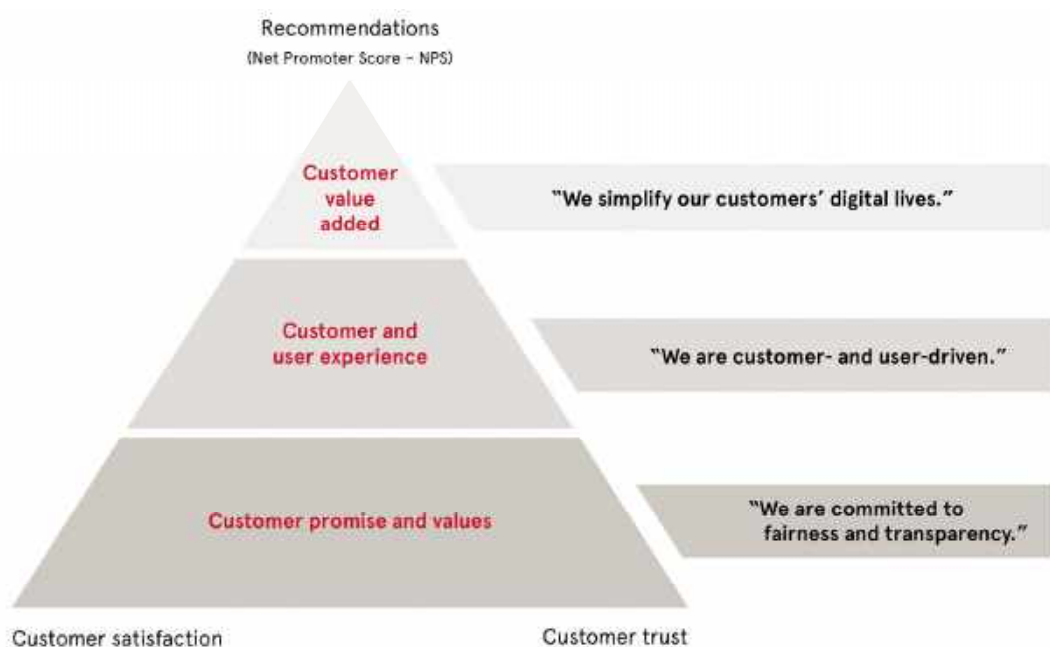 Recommendations
(Net Promoter Score – NPS)
Customer
value
added
“We simplify our customers’ digital lives.”
Customer and
user experience
“We are customer- and user-driven.”
Customer promise and values
“We are committed to
fairness and transparency.”
Customer satisfaction
Customer trust